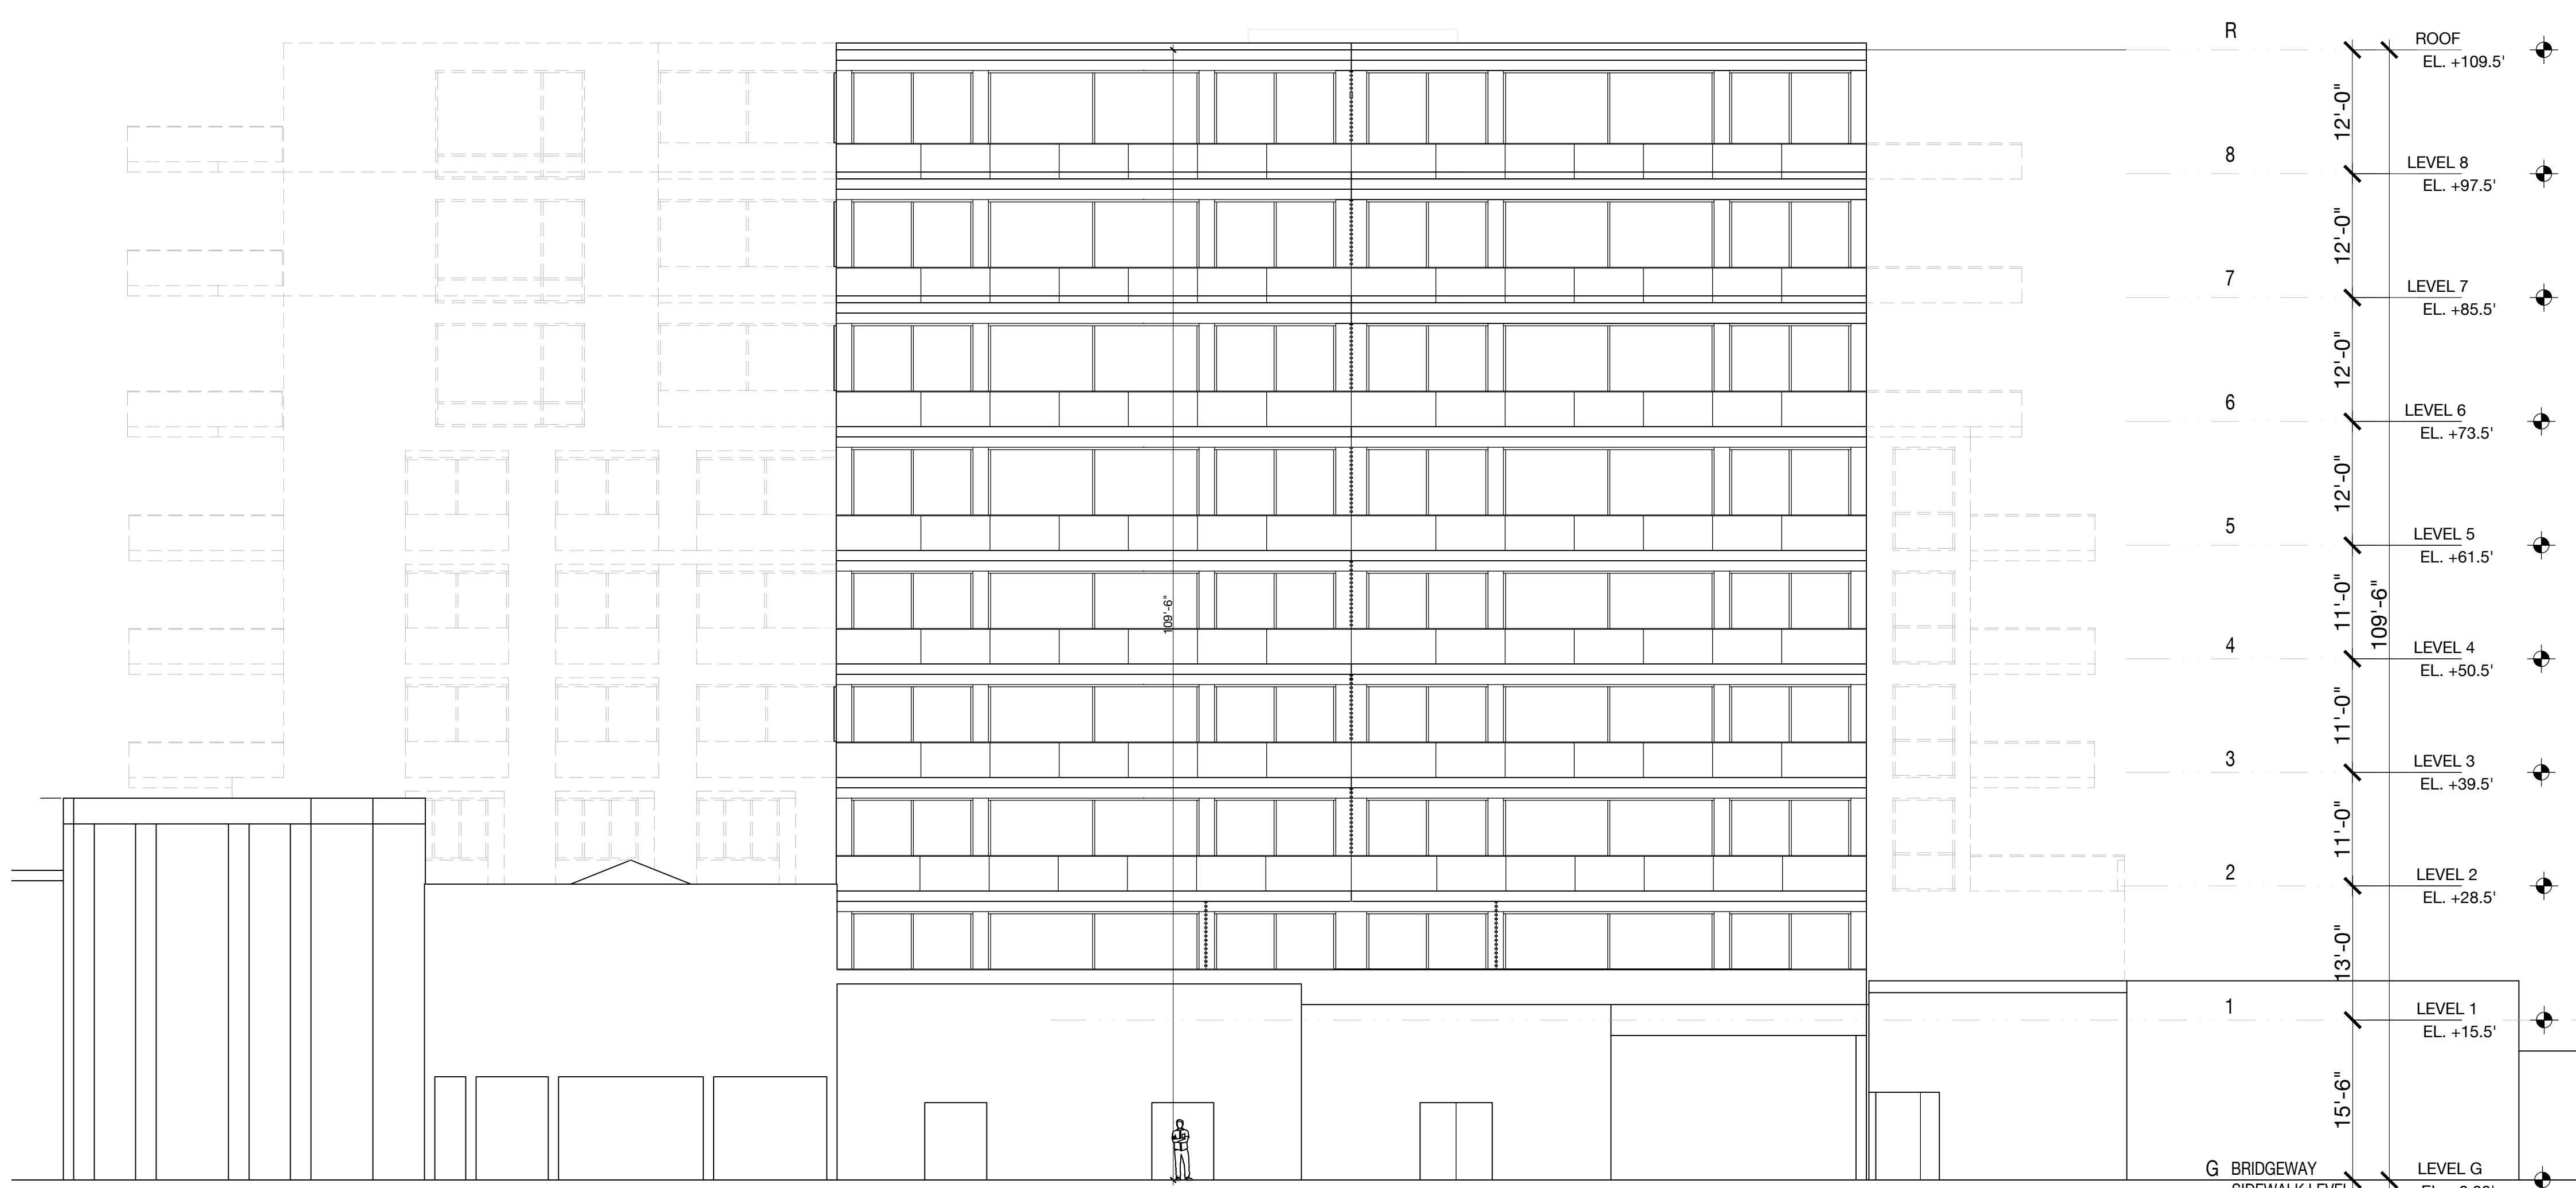 R
ROOF
EL. +109.5'
12'-0"
8
LEVEL 8
EL. +97.5'
12'-0"
7
LEVEL 7
EL. +85.5'
12'-0"
6
LEVEL 6
EL. +73.5'
12'-0"
5
LEVEL 5
EL. +61.5'
11'-0"
109'-6"
109'-6"
4
LEVEL 4
EL. +50.5'
11'-0"
3
LEVEL 3
EL. +39.5'
11'-0"
2
LEVEL 2
EL. +28.5'
13'-0"
1
LEVEL 1
EL. +15.5'
15'-6"
G BRIDGEWAY
SIDEWALK LEVEL
LEVEL G